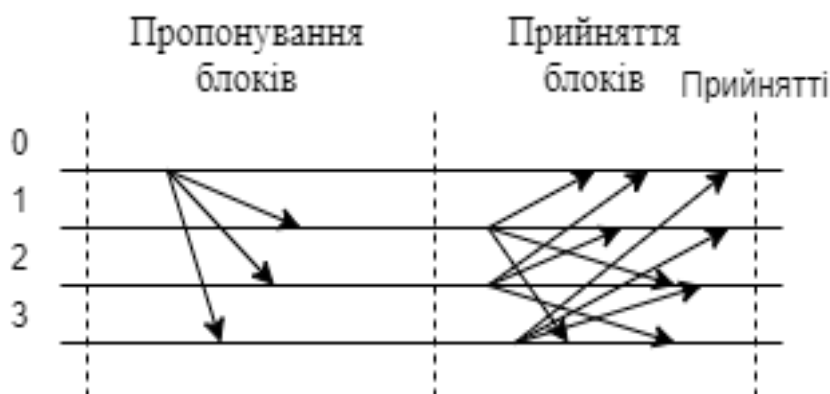 Пропонування
блоків
Прийняття
блоків
Прийнятті
0
1
2
3